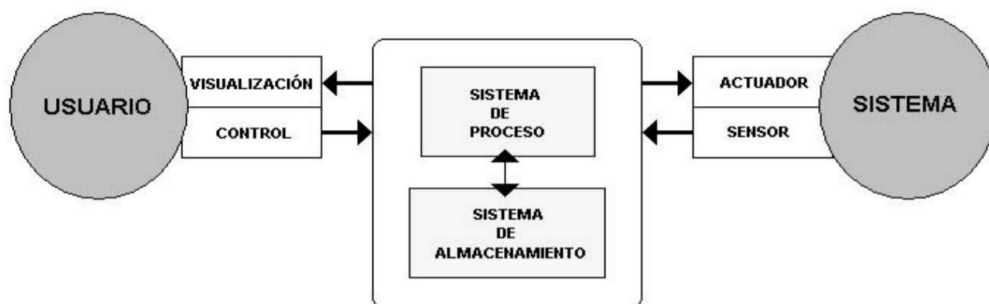 USUARIO
VISUALIZACIÓN
CONTROL
SISTEMA
DE
PROCESO
SISTEMA
DE
ALMACENAMIENTO
ACTUADOR
SENSOR
SISTEMA